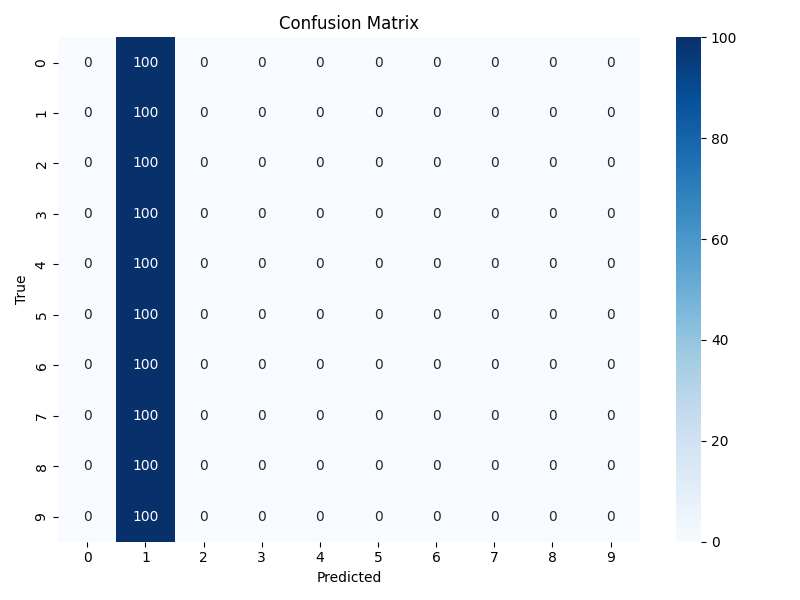 Confusion Matrix
0 0 100 0 0 0 0 0 0 0 0
1 0 100 0 0 0 0 0 0 0 0
2 0 100 0 0 0 0 0 0 0 0
3 0 100 0 0 0 0 0 0 0 0
4 0 100 0 0 0 0 0 0 0 0
5 0 100 0 0 0 0 0 0 0 0
6 0 100 0 0 0 0 0 0 0 0
7 0 100 0 0 0 0 0 0 0 0
8 0 100 0 0 0 0 0 0 0 0
9 0 100 0 0 0 0 0 0 0 0
0 1 2 3 4 5 6 7 8 9
Predicted
True
100
80
60
40
20
0